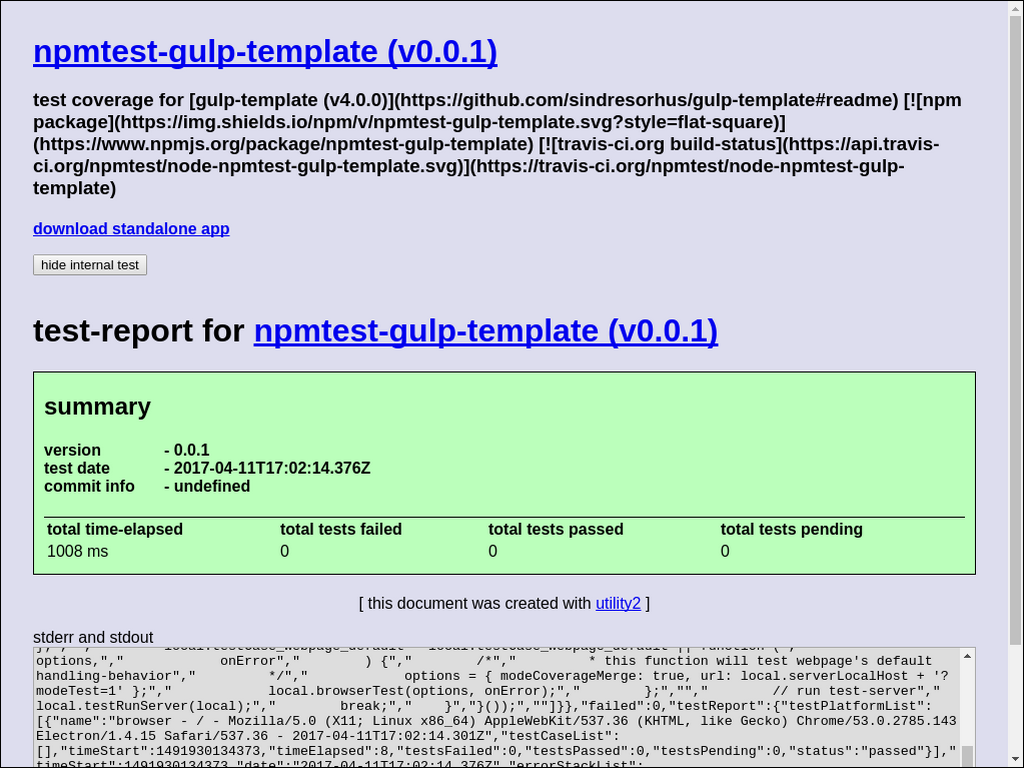 npmtest-gulp-template (v0.0.1)
test coverage for [gulp-template (v4.0.0)](https://github.com/sindresorhus/gulp-template#readme) [![npm
package](https://img.shields.io/npm/v/npmtest-gulp-template.svg?style=flat-square)]
(https://www.npmjs.org/package/npmtest-gulp-template) [![travis-ci.org build-status](https://api.travis-
ci.org/npmtest/node-npmtest-gulp-template.svg)](https://travis-ci.org/npmtest/node-npmtest-gulp-
template)
download standalone app
hide internal test
test-report for npmtest-gulp-template (v0.0.1)
summary
version - 0.0.1
test date - 2017-04-11T17:02:14.376Z
commit info - undefined
total time-elapsed total tests failed total tests passed total tests pending
1008 ms 0 0 0
[ this document was created with utility2 ]
stderr and stdout
},"," local.testCase_webpage_default = local.testCase_webpage_default || function (","
options,"," onError"," ) {"," /*"," * this function will test webpage's default
handling-behavior"," */"," options = { modeCoverageMerge: true, url: local.serverLocalHost + '?
modeTest=1' };"," local.browserTest(options, onError);"," };",""," // run test-server","
local.testRunServer(local);"," break;"," }","}());",""]}},"failed":0,"testReport":{"testPlatformList":
[{"name":"browser - / - Mozilla/5.0 (X11; Linux x86_64) AppleWebKit/537.36 (KHTML, like Gecko) Chrome/53.0.2785.143
Electron/1.4.15 Safari/537.36 - 2017-04-11T17:02:14.301Z","testCaseList":
[],"timeStart":1491930134373,"timeElapsed":8,"testsFailed":0,"testsPassed":0,"testsPending":0,"status":"passed"}],"
timeStart":1491930134373,"date":"2017-04-11T17:02:14.376Z","errorStackList":